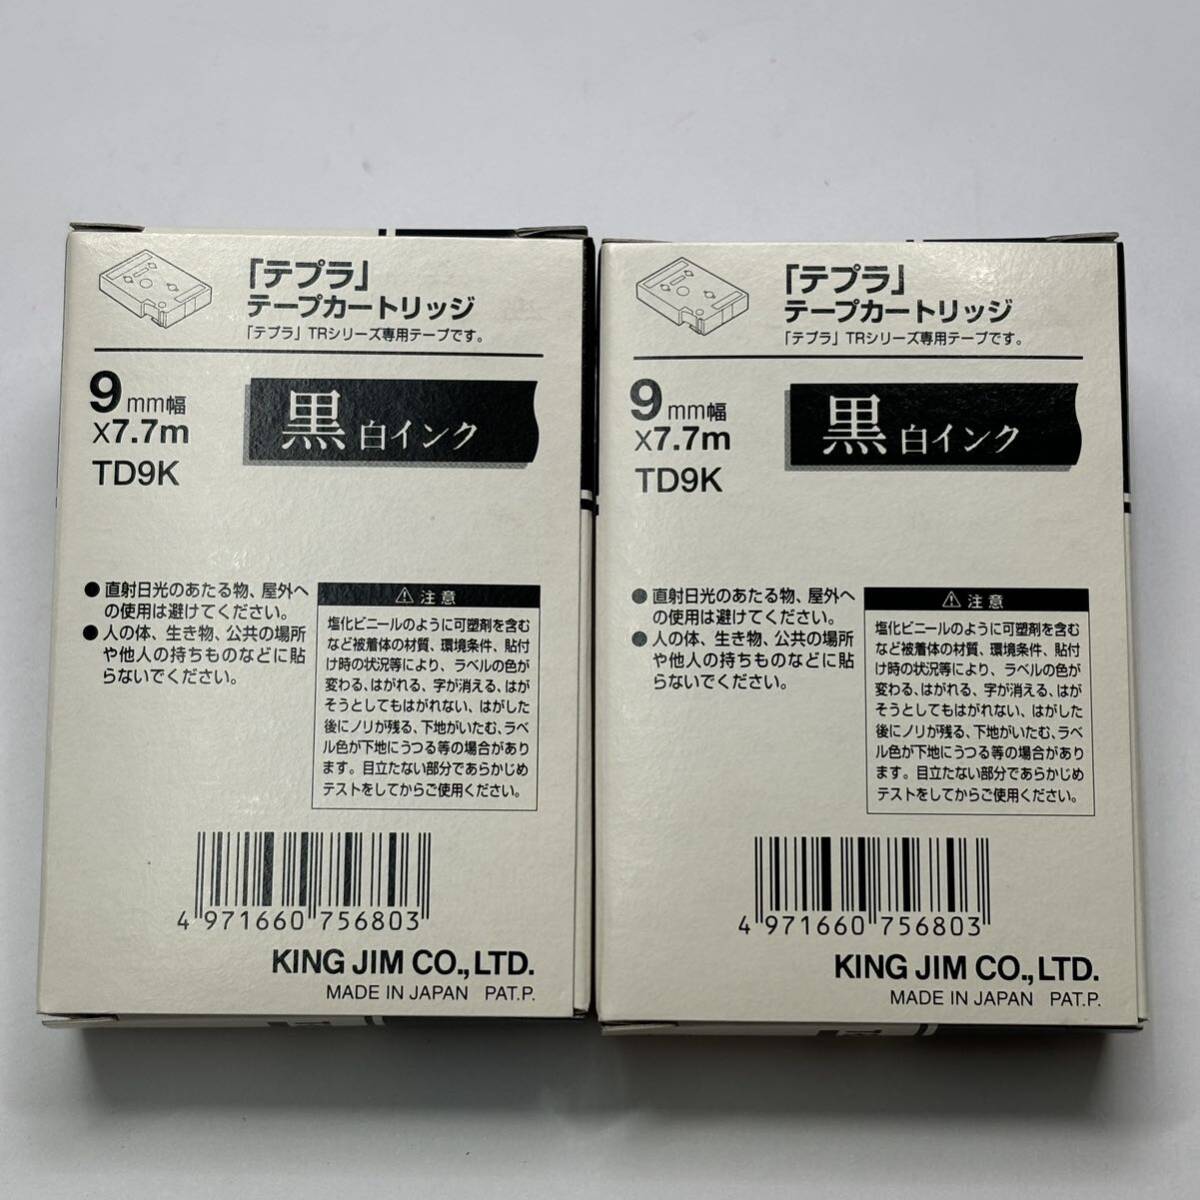 「テプラ」
テープカートリッジ
「テプラ」TRシリーズ専用テープです。
9mm幅
X7.7m
TD9K
黒 白インク
●直射日光のあたる物、屋外へ
の使用は避けてください。
●人の体、生き物、公共の場所
や他人の持ちものなどに貼
らないでください。
⚠ 注意
塩化ビニールのように可塑剤を含む
など被着体の材質、環境条件、貼付
け時の状況等により、ラベルの色が
変わる、はがれる、字が消える、はが
そうとしてもはがれない、はがした
後にノリが残る、下地がいたむ、ラベ
ル色が下地にうつる等の場合があり
ます。目立たない部分であらかじめ
テストをしてからご使用ください。
4 971660 756803
KING JIM CO.,LTD.
MADE IN JAPAN PAT.P.
「テプラ」
テープカートリッジ
「テプラ」TRシリーズ専用テープです。
9mm幅
X7.7m
TD9K
黒 白インク
●直射日光のあたる物、屋外へ
の使用は避けてください。
●人の体、生き物、公共の場所
や他人の持ちものなどに貼
らないでください。
⚠ 注意
塩化ビニールのように可塑剤を含む
など被着体の材質、環境条件、貼付
け時の状況等により、ラベルの色が
変わる、はがれる、字が消える、はが
そうとしてもはがれない、はがした
後にノリが残る、下地がいたむ、ラベ
ル色が下地にうつる等の場合があり
ます。目立たない部分であらかじめ
テストをしてからご使用ください。
4 971660 756803
KING JIM CO.,LTD.
MADE IN JAPAN PAT.P.